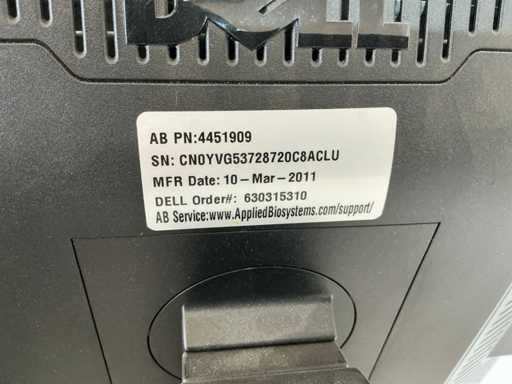 DELL
AB PN:4451909
SN: CN0YVG53728720C8ACLU
MFR Date: 10-Mar-2011
DELL Order#: 630315310
AB Service:www.AppliedBiosystems.com/support/